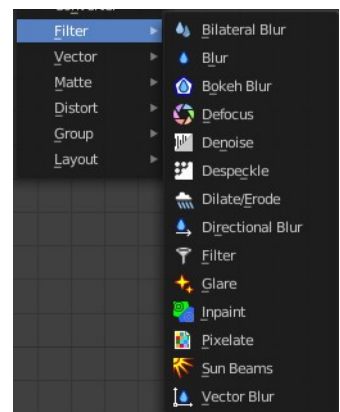 Filter
Vector
Matte
Distort
Group
Layout
Bilateral Blur
Blur
Bokeh Blur
Defocus
Denoise
Despeckle
Dilate/Erode
Directional Blur
Filter
Glare
Inpaint
Pixelate
Sun Beams
Vector Blur